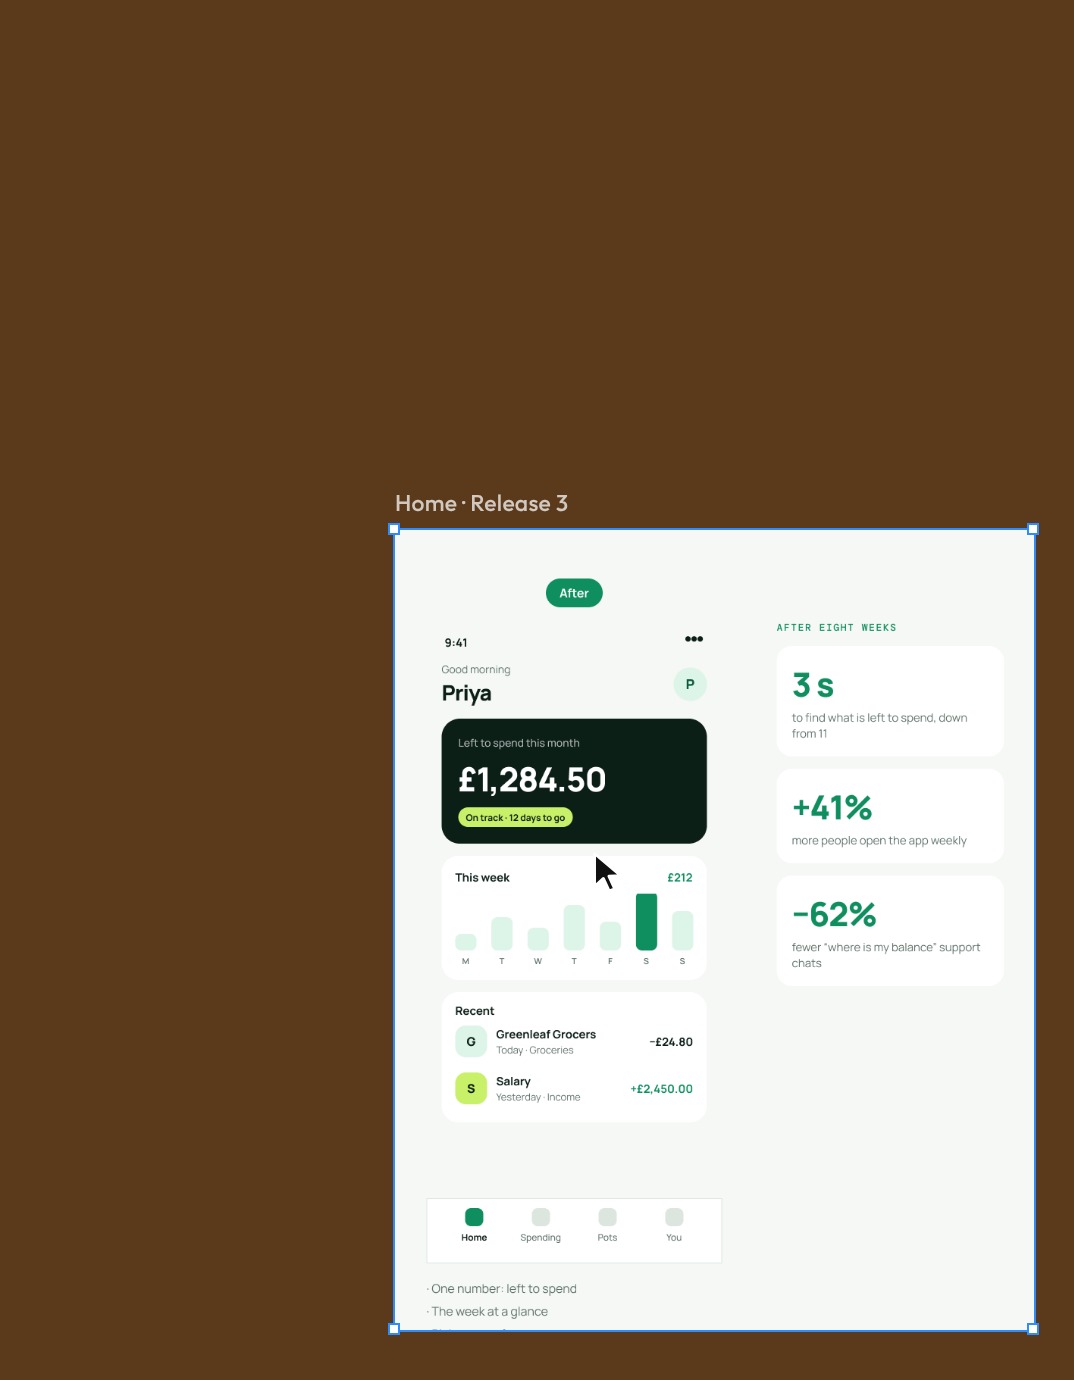 Home · Release 3
After
9:41
Good morning
Priya
P
Left to spend this month
£1,284.50
On track · 12 days to go
This week
£212
M T W T F S S
Recent
G
Greenleaf Grocers
Today · Groceries
−£24.80
S
Salary
Yesterday · Income
+£2,450.00
Home
Spending
Pots
You
· One number: left to spend
· The week at a glance
AFTER EIGHT WEEKS
3 s
to find what is left to spend, down
from 11
+41%
more people open the app weekly
−62%
fewer “where is my balance” support
chats